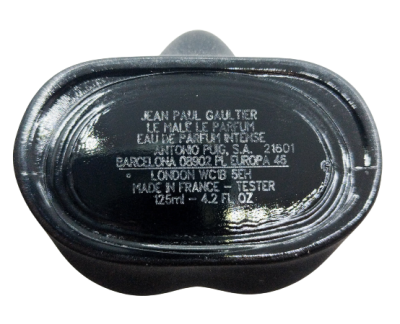 JEAN PAUL GAULTIER
LE MALE LE PARFUM
EAU DE PARFUM INTENSE
ANTONIO PUIG, S.A. 21601
BARCELONA 08902 PL EUROPA 46
LONDON WC1B 5EH
MADE IN FRANCE - TESTER
125ml - 4.2 FL OZ